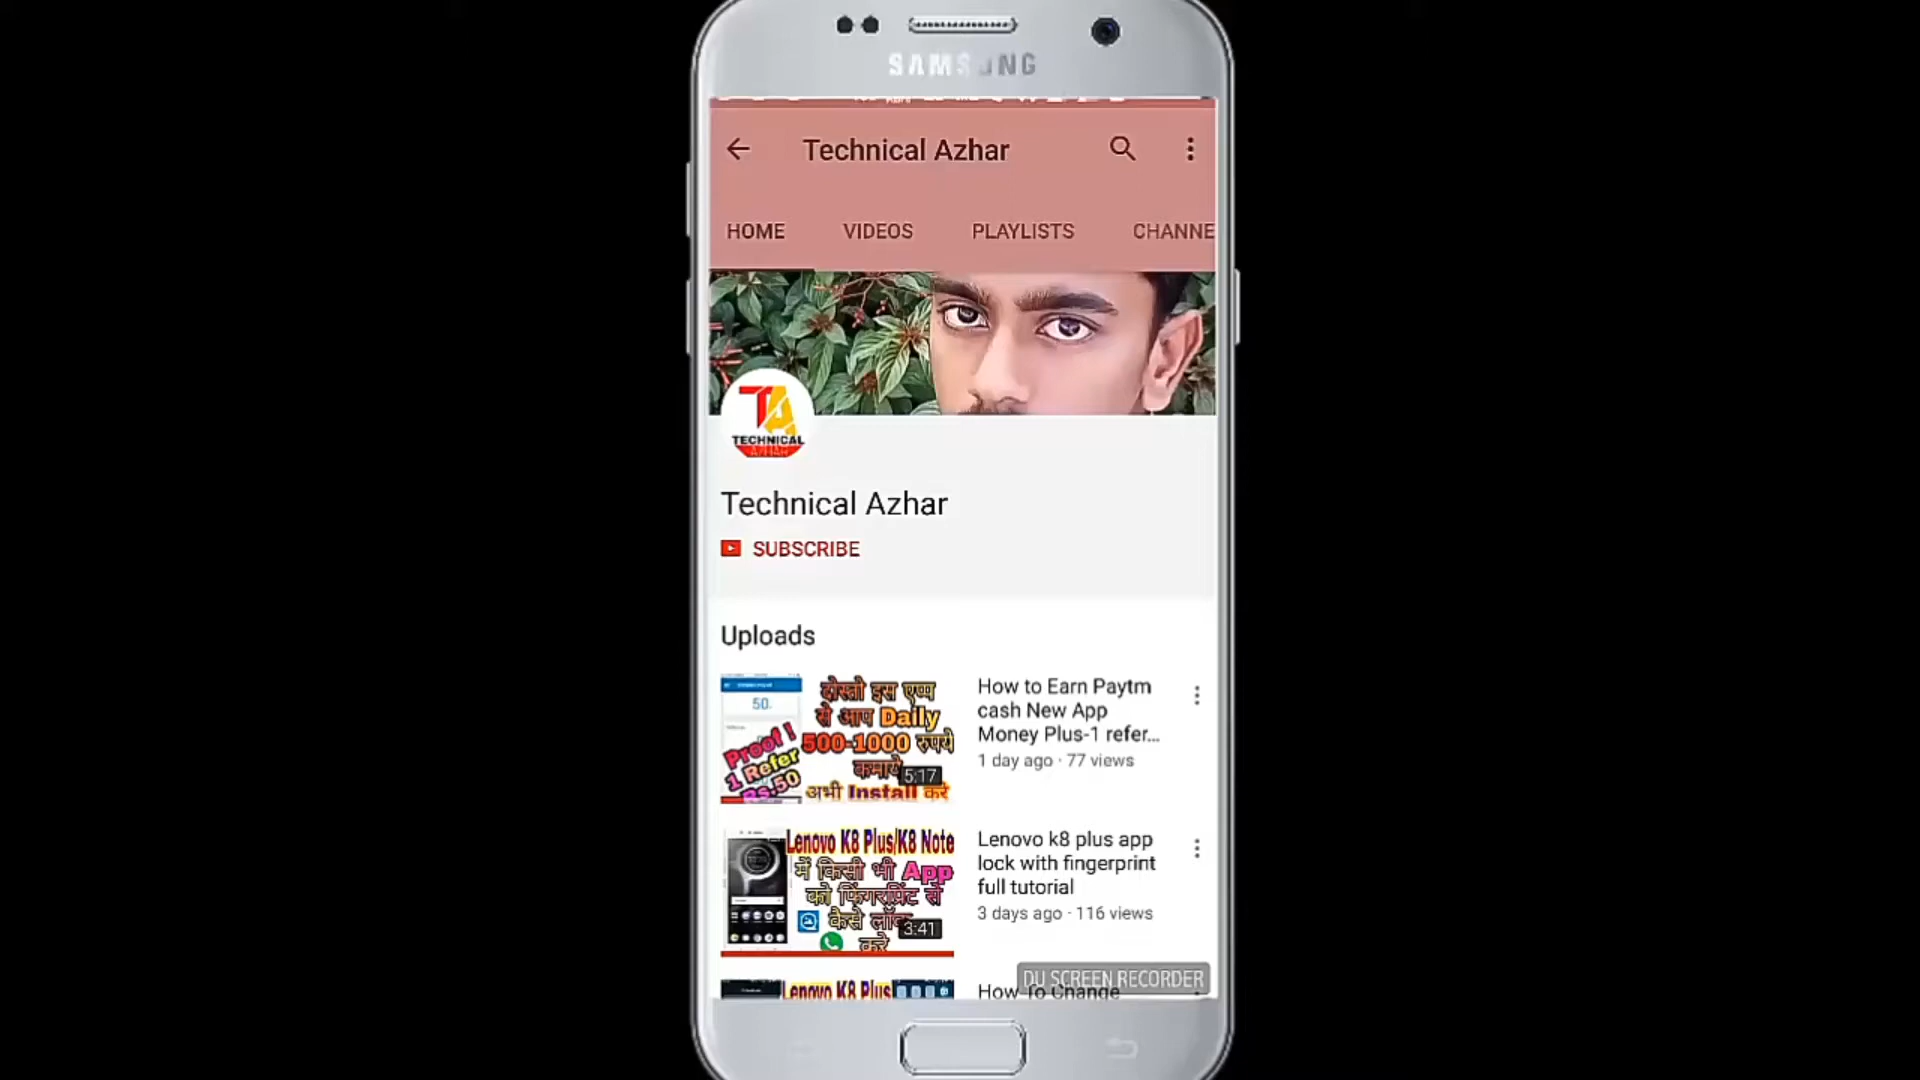 SAMSUNG
Technical Azhar
HOME VIDEOS PLAYLISTS CHANNE
TECHNICAL
AZHAR
Technical Azhar
SUBSCRIBE
Uploads
50
Proof !
1 Refer
Rs.50
दोस्तो इस एप्प
से आप Daily
500-1000 रुपये
कमाये
अभी Install करे
5:17
How to Earn Paytm
cash New App
Money Plus-1 refer...
1 day ago · 77 views
Lenovo K8 Plus/K8 Note
में किसी भी App
को फिंगरप्रिंट से
कैसे लॉक
करे
3:41
Lenovo k8 plus app
lock with fingerprint
full tutorial
3 days ago · 116 views
Lenovo K8 Plus
How To Change
DU SCREEN RECORDER